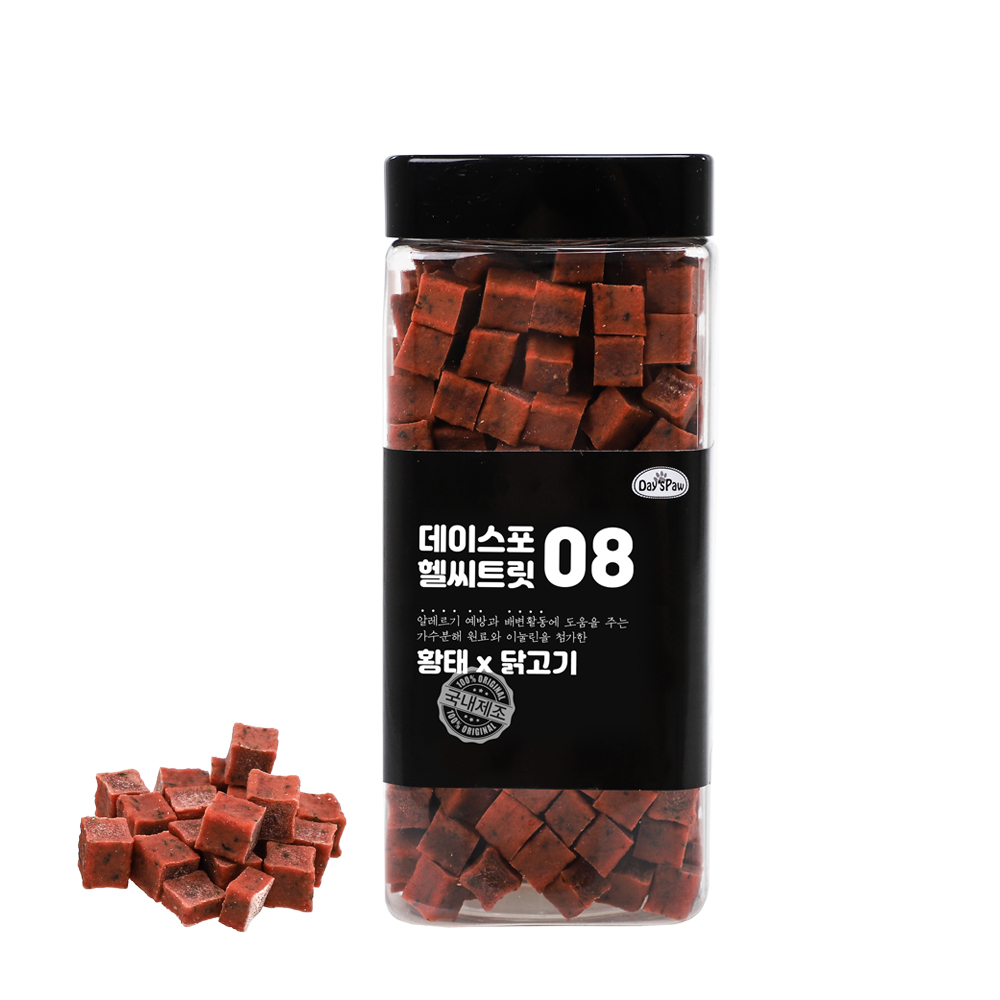 Day'sPaw
데이스포
헬씨트릿
08
알레르기 예방과 배변활동에 도움을 주는
가수분해 원료와 이눌린을 첨가한
황태 x 닭고기
100% ORIGINAL
국내제조
100% ORIGINAL